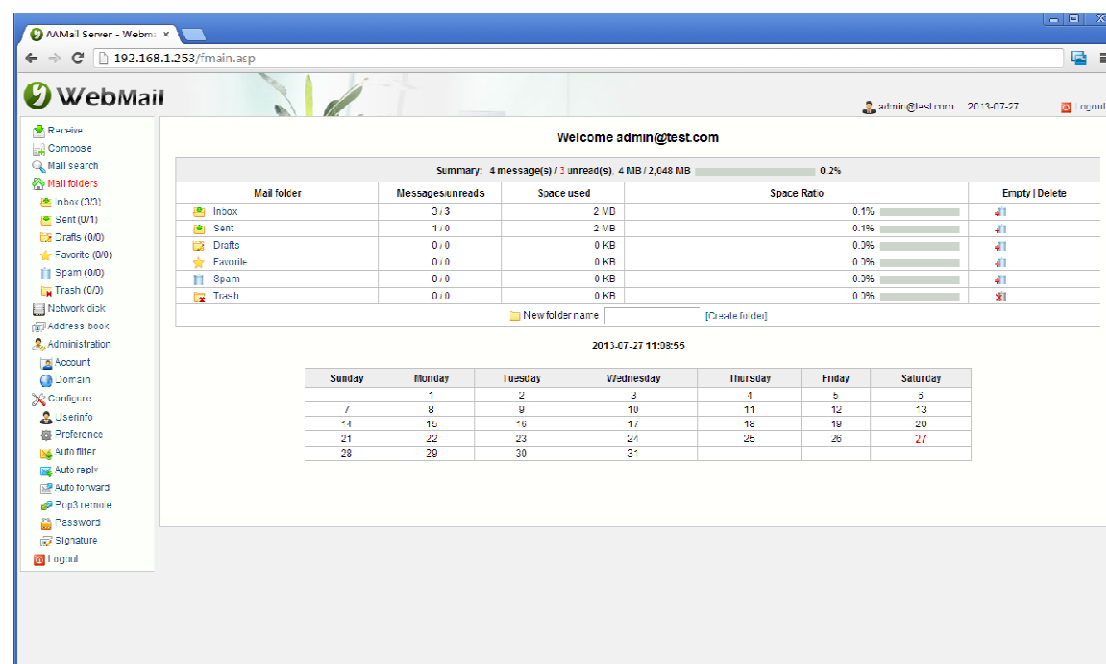 AAMail Server - Webm:
192.168.1.253/fmain.asp
WebMail
admin@test.com 2013-07-27 Logout
Receive
Compose
Mail search
Mail folders
Inbox (3/3)
Sent (0/1)
Drafts (0/0)
Favorite (0/0)
Spam (0/0)
Trash (0/0)
Network disk
Address book
Administration
Account
Domain
Configure
Userinfo
Preference
Auto filter
Auto reply
Auto forward
Pop3 remote
Password
Signature
Logout
Welcome admin@test.com
Summary: 4 message(s) / 3 unread(s), 4 MB / 2,048 MB 0.2%
Mail folder Messages/unreads Space used Space Ratio Empty | Delete
Inbox 3 / 3 2 MB 0.1%
Sent 1 / 0 2 MB 0.1%
Drafts 0 / 0 0 KB 0.0%
Favorite 0 / 0 0 KB 0.0%
Spam 0 / 0 0 KB 0.0%
Trash 0 / 0 0 KB 0.0%
New folder name [Create folder]
2013-07-27 11:08:55
Sunday Monday Tuesday Wednesday Thursday Friday Saturday
1 2 3 4 5 6
7 8 9 10 11 12 13
14 15 16 17 18 19 20
21 22 23 24 25 26 27
28 29 30 31